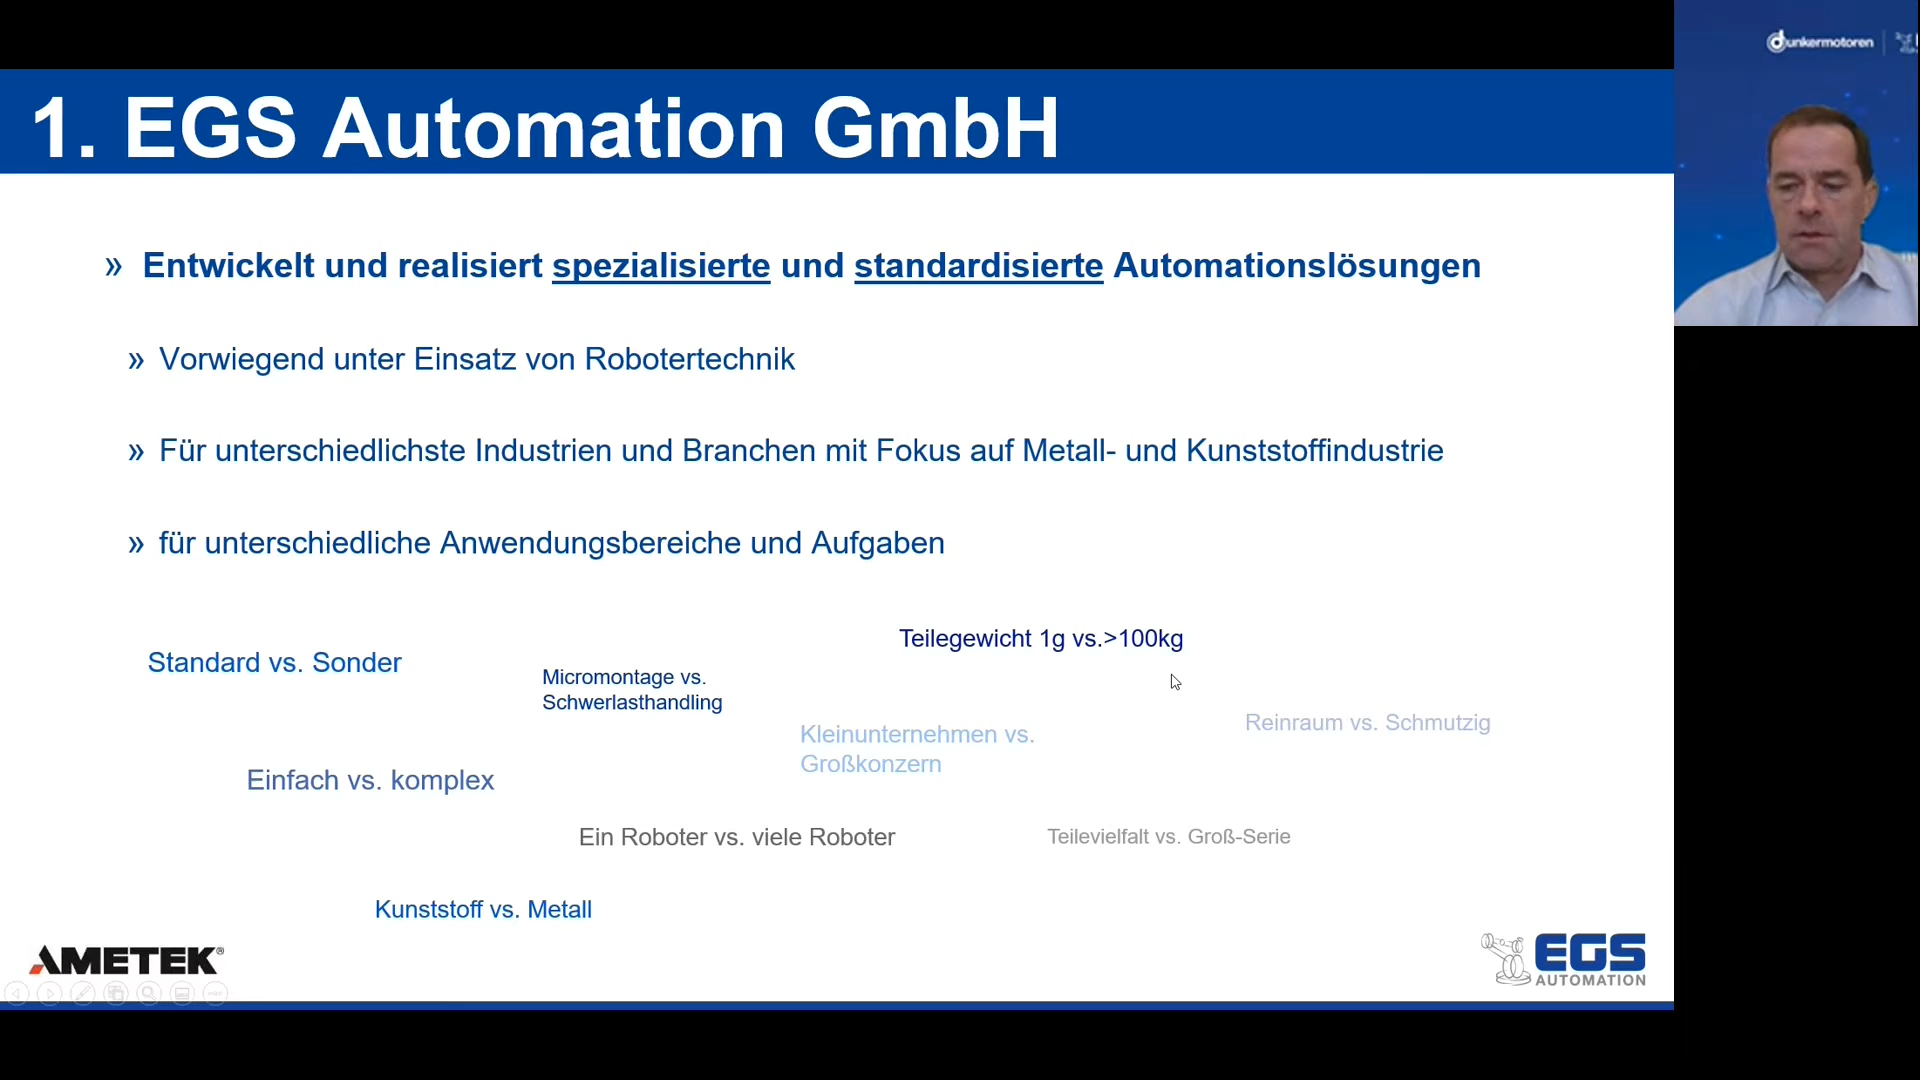 1. EGS Automation GmbH
dunkermotoren
» Entwickelt und realisiert spezialisierte und standardisierte Automationslösungen
» Vorwiegend unter Einsatz von Robotertechnik
» Für unterschiedlichste Industrien und Branchen mit Fokus auf Metall- und Kunststoffindustrie
» für unterschiedliche Anwendungsbereiche und Aufgaben
Teilegewicht 1g vs.>100kg
Standard vs. Sonder
Micromontage vs.
Schwerlasthandling
Reinraum vs. Schmutzig
Kleinunternehmen vs.
Großkonzern
Einfach vs. komplex
Ein Roboter vs. viele Roboter
Teilevielfalt vs. Groß-Serie
Kunststoff vs. Metall
AMETEK®
EGS
AUTOMATION